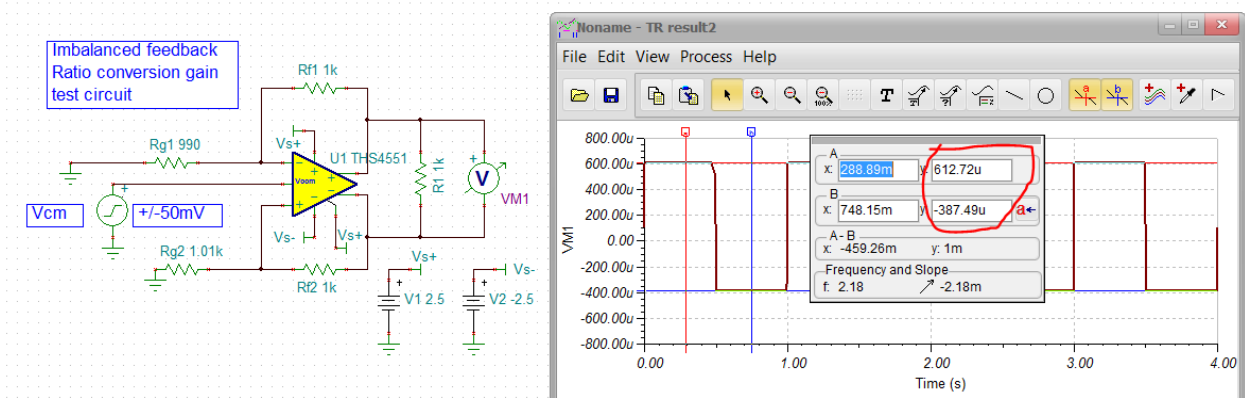 Imbalanced feedback
Ratio conversion gain
test circuit
Rf1 1k
Rg1 990
Vs+
U1 THS4551
Vocm
R1 1k
V
VM1
Vcm
+/-50mV
Vs-
Vs+
Rg2 1.01k
Rf2 1k
Vs+
V1 2.5
Vs-
V2 -2.5
Noname - TR result2
File Edit View Process Help
100%
T
a
b
A
x: 288.89m y: 612.72u
B
x: 748.15m y: -387.49u a
A - B
x: -459.26m y: 1m
Frequency and Slope
f: 2.18 -2.18m
800.00u
600.00u
400.00u
200.00u
0.00
-200.00u
-400.00u
-600.00u
-800.00u
VM1
0.00 1.00 2.00 3.00 4.00
Time (s)